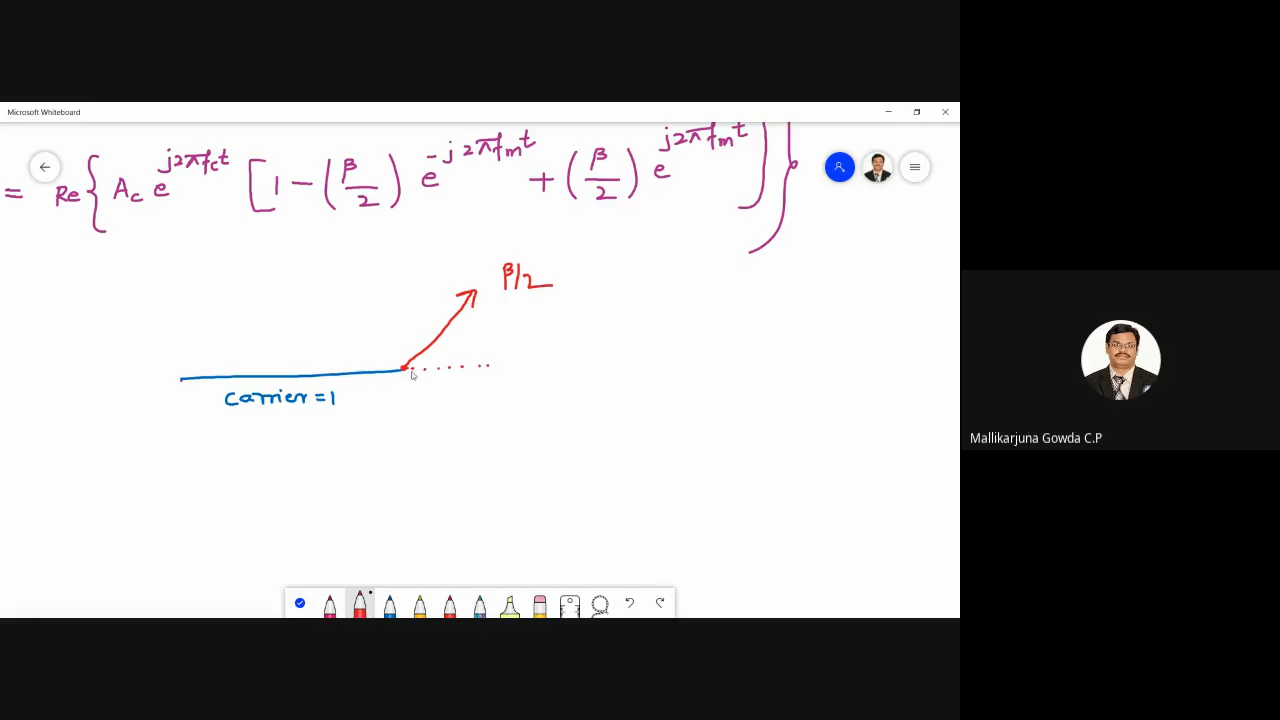 Microsoft Whiteboard
= Re { A_c e^{j2πf_ct} [ 1 - (β/2) e^{-j2πf_mt} + (β/2) e^{j2πf_mt} ] }
β/2
carrier = 1
Mallikarjuna Gowda C.P